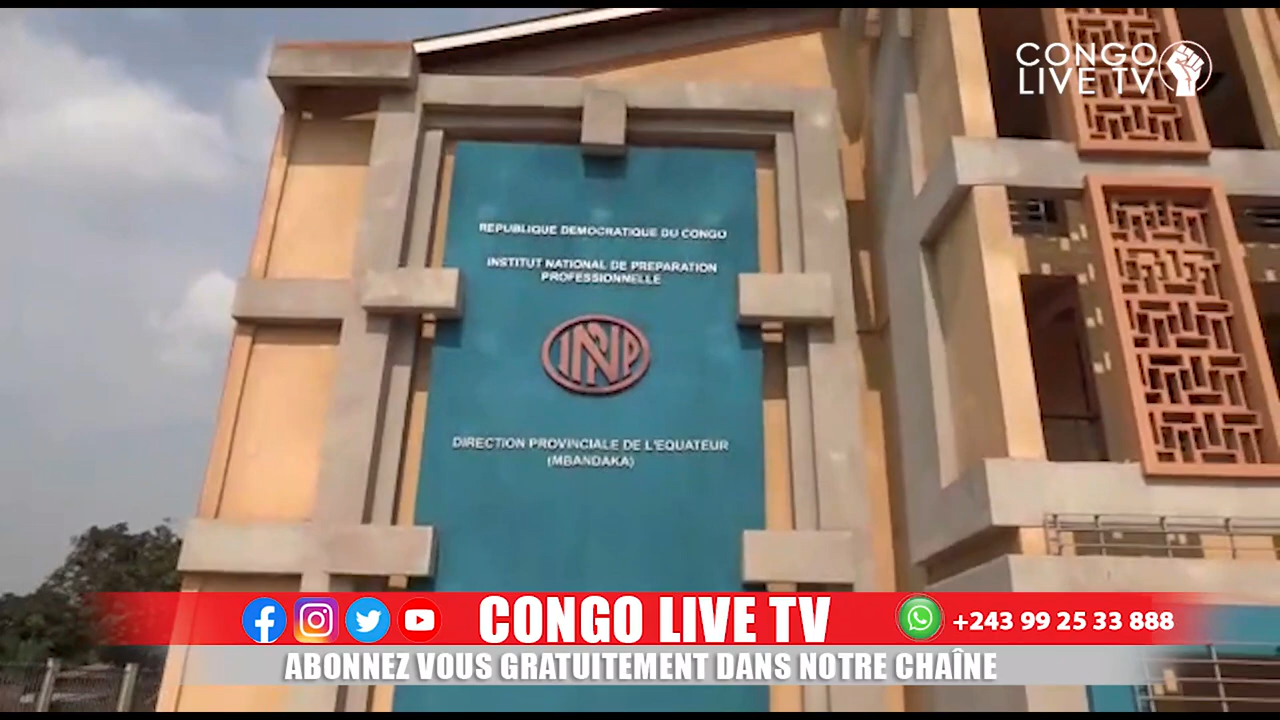 CONGO
LIVE TV
REPUBLIQUE DEMOCRATIQUE DU CONGO
INSTITUT NATIONAL DE PREPARATION
PROFESSIONNELLE
INPP
DIRECTION PROVINCIALE DE L'EQUATEUR
(MBANDAKA)
CONGO LIVE TV
+243 99 25 33 888
ABONNEZ VOUS GRATUITEMENT DANS NOTRE CHAÎNE